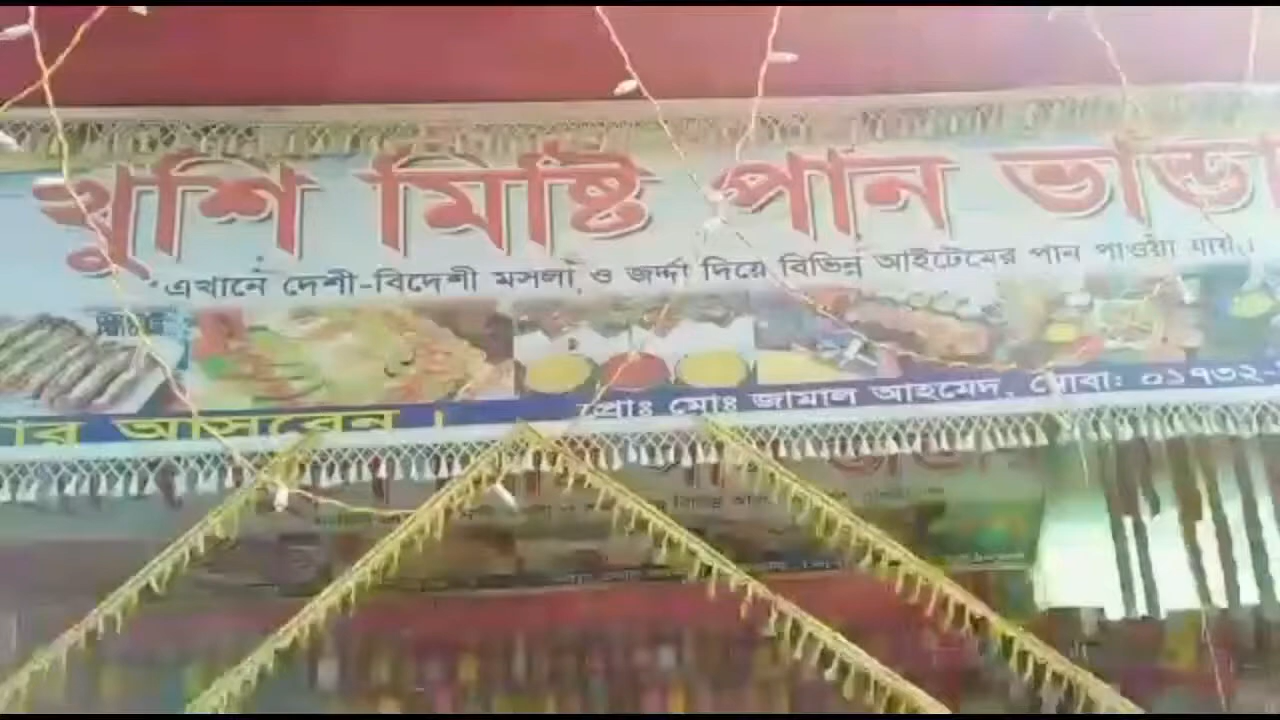 খুশি মিষ্টি পান ভান্ডা
এখানে দেশী-বিদেশী মসলা ও জর্দ্দা দিয়ে বিভিন্ন আইটেমের পান পাওয়া যায়।
প্রোঃ মোঃ জামাল আহমেদ, মোবা: ০১৭৩২-
আসবেন ।